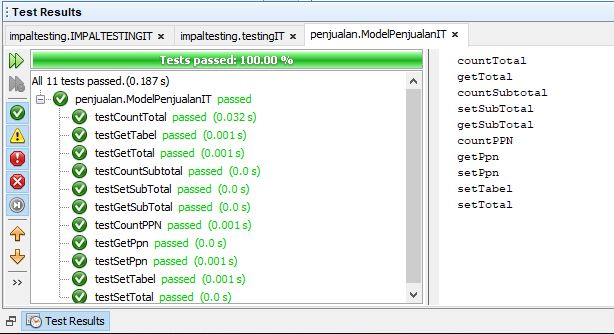 Test Results
impaltesting.IMPALTESTINGIT
impaltesting.testingIT
penjualan.ModelPenjualanIT
Tests passed: 100.00 %
All 11 tests passed.(0.187 s)
penjualan.ModelPenjualanIT passed
testCountTotal passed (0.032 s)
testGetTabel passed (0.001 s)
testGetTotal passed (0.001 s)
testCountSubtotal passed (0.0 s)
testSetSubTotal passed (0.0 s)
testGetSubTotal passed (0.0 s)
testCountPPN passed (0.001 s)
testGetPpn passed (0.0 s)
testSetPpn passed (0.001 s)
testSetTabel passed (0.001 s)
testSetTotal passed (0.0 s)
countTotal
getTotal
countSubtotal
setSubTotal
getSubTotal
countPPN
getPpn
setPpn
setTabel
setTotal
Test Results